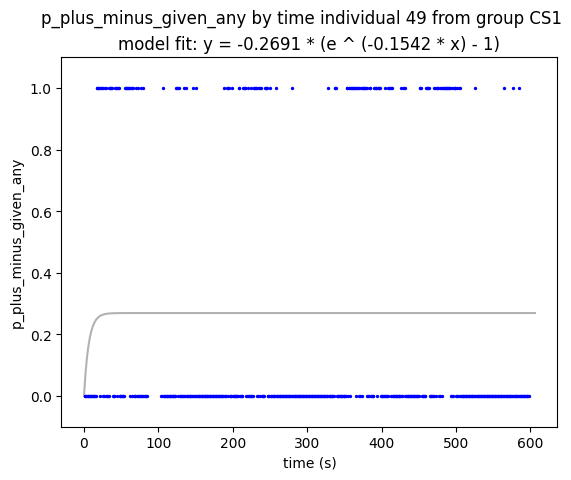 p_plus_minus_given_any by time individual 49 from group CS1
model fit: y = -0.2691 * (e ^ (-0.1542 * x) - 1)
p_plus_minus_given_any
1.0
0.8
0.6
0.4
0.2
0.0
0 100 200 300 400 500 600
time (s)